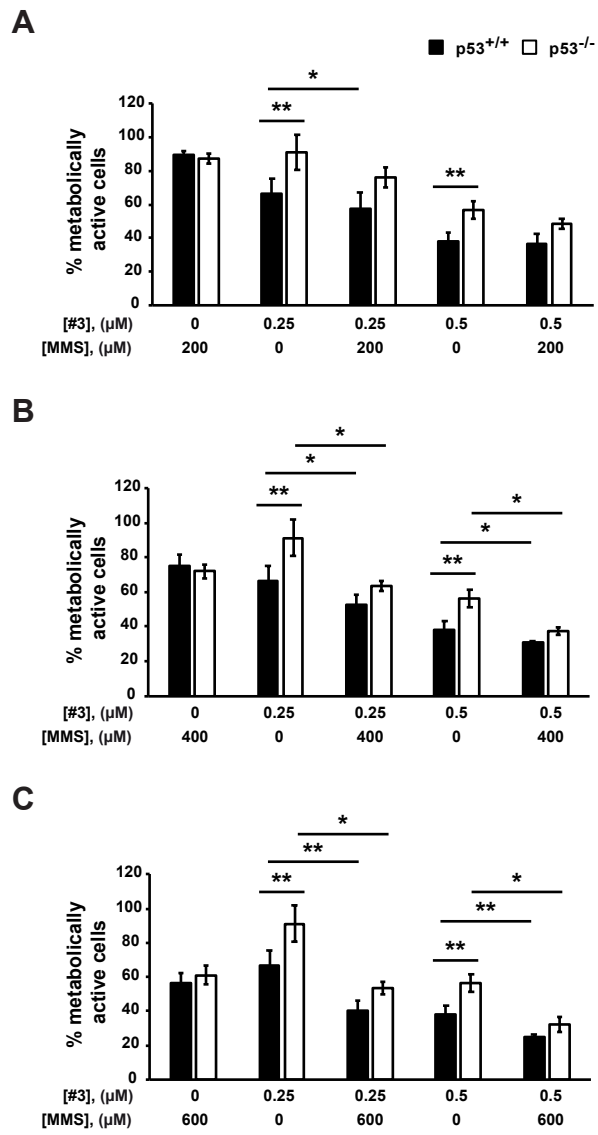 A
p53+/+ p53-/-
*
**
**
120
100
80
60
40
20
0
% metabolically
active cells
[#3], (µM) 0 0.25 0.25 0.5 0.5
[MMS], (µM) 200 0 200 0 200
B
*
*
**
*
*
**
120
100
80
60
40
20
0
% metabolically
active cells
[#3], (µM) 0 0.25 0.25 0.5 0.5
[MMS], (µM) 400 0 400 0 400
C
*
**
**
*
**
**
120
100
80
60
40
20
0
% metabolically
active cells
[#3], (µM) 0 0.25 0.25 0.5 0.5
[MMS], (µM) 600 0 600 0 600